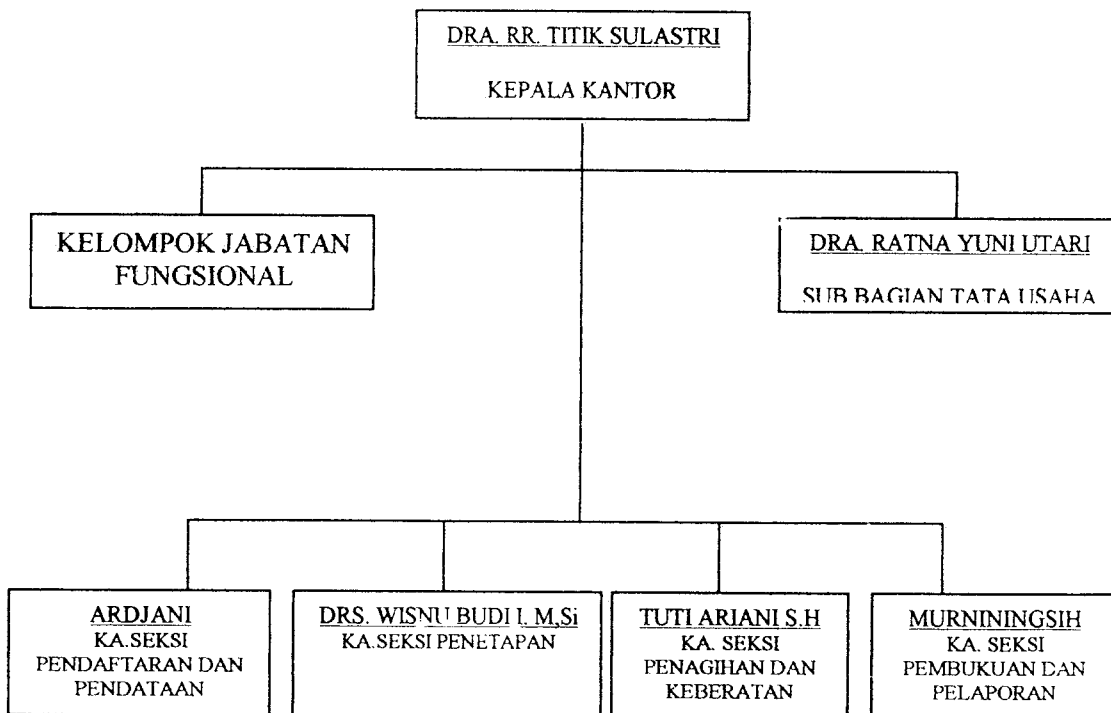 DRA. RR. TITIK SULASTRI
KEPALA KANTOR
KELOMPOK JABATAN
FUNGSIONAL
DRA. RATNA YUNI UTARI
SUB BAGIAN TATA USAHA
ARDJANI
KA.SEKSI
PENDAFTARAN DAN
PENDATAAN
DRS. WISNU BUDI I. M,Si
KA.SEKSI PENETAPAN
TUTI ARIANI S.H
KA. SEKSI
PENAGIHAN DAN
KEBERATAN
MURNININGSIH
KA. SEKSI
PEMBUKUAN DAN
PELAPORAN